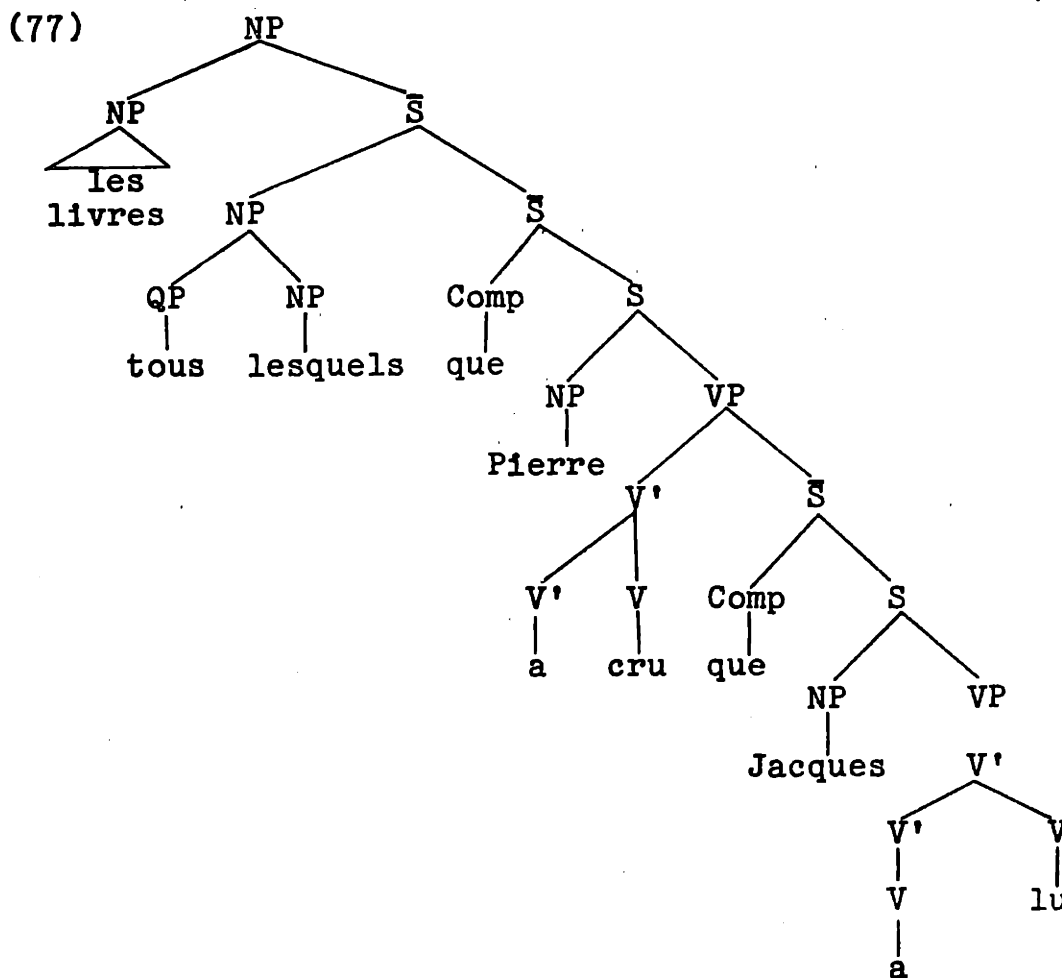 (77) NP
NP S̄
les
livres NP S̄
QP NP Comp S
tous lesquels que NP VP
Pierre V' S̄
V' V Comp S
a cru que NP VP
Jacques V'
V' V
V lu
a